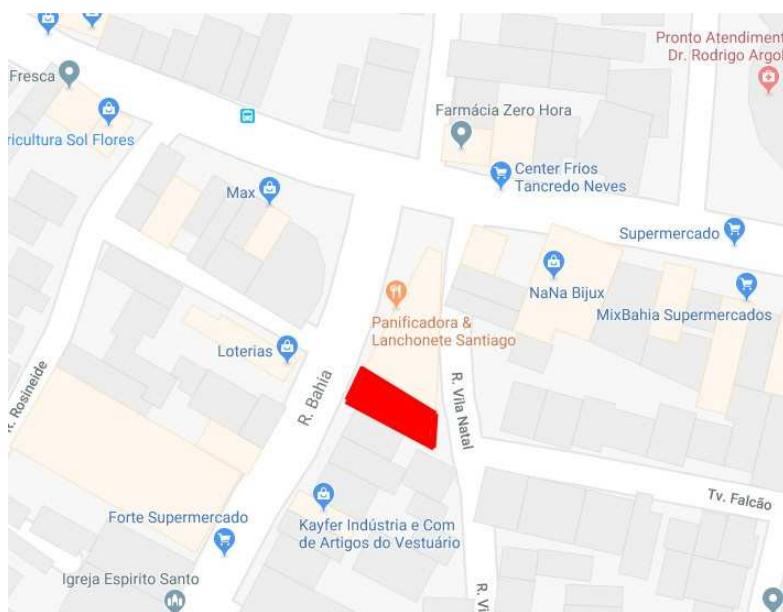 Pronto Atendiment
Dr. Rodrigo Argol
Fresca
ricultura Sol Flores
Farmácia Zero Hora
Center Frios
Tancredo Neves
Max
Supermercado
NaNa Bijux
MixBahia Supermercados
Panificadora &
Lanchonete Santiago
Loterias
R. Rosineide
R. Bahia
R. Vila Natal
Tv. Falcão
Forte Supermercado
Kayfer Indústria e Com
de Artigos do Vestuário
Igreja Espirito Santo
R. Vi